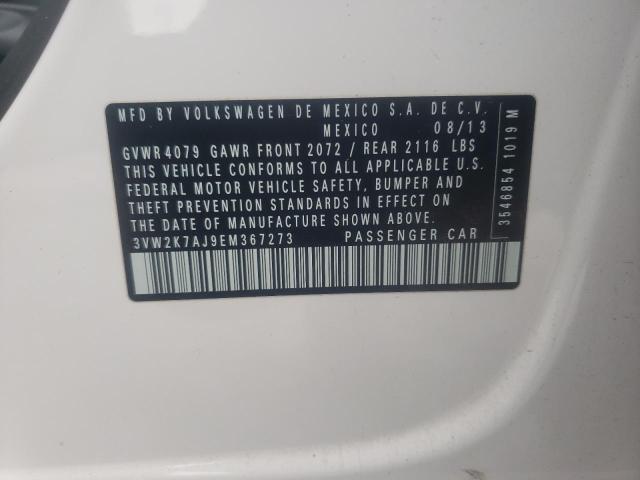 MFD BY VOLKSWAGEN DE MEXICO S.A. DE C.V.
MEXICO 08/13
GVWR 4079 GAWR FRONT 2072 / REAR 2116 LBS
THIS VEHICLE CONFORMS TO ALL APPLICABLE U.S.
FEDERAL MOTOR VEHICLE SAFETY, BUMPER AND
THEFT PREVENTION STANDARDS IN EFFECT ON
THE DATE OF MANUFACTURE SHOWN ABOVE.
3VW2K7AJ9EM367273 PASSENGER CAR
3546854 1019 M